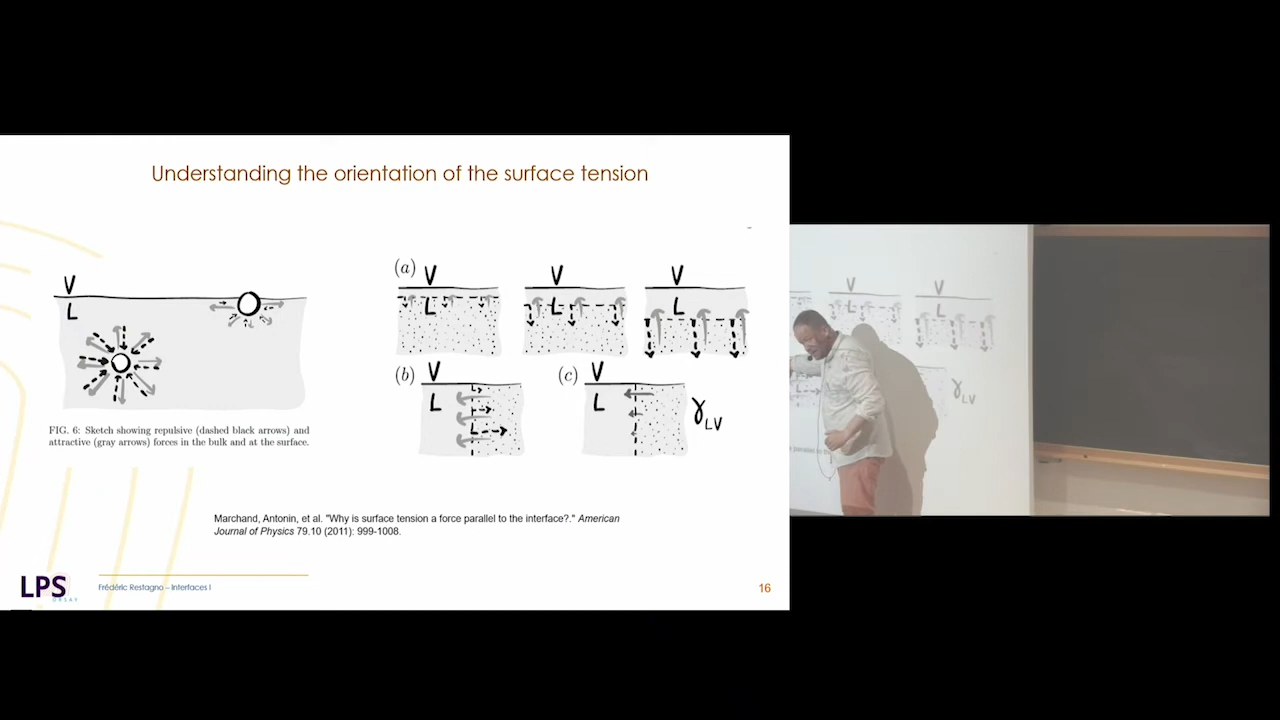 Understanding the orientation of the surface tension
V
L
FIG. 6: Sketch showing repulsive (dashed black arrows) and
attractive (gray arrows) forces in the bulk and at the surface.
(a) V V V
L L L
(b) V (c) V
L L γLV
Marchand, Antonin, et al. "Why is surface tension a force parallel to the interface?." American
Journal of Physics 79.10 (2011): 999-1008.
LPS
ORSAY
Frédéric Restagno – Interfaces I
16
V V
L L
γLV